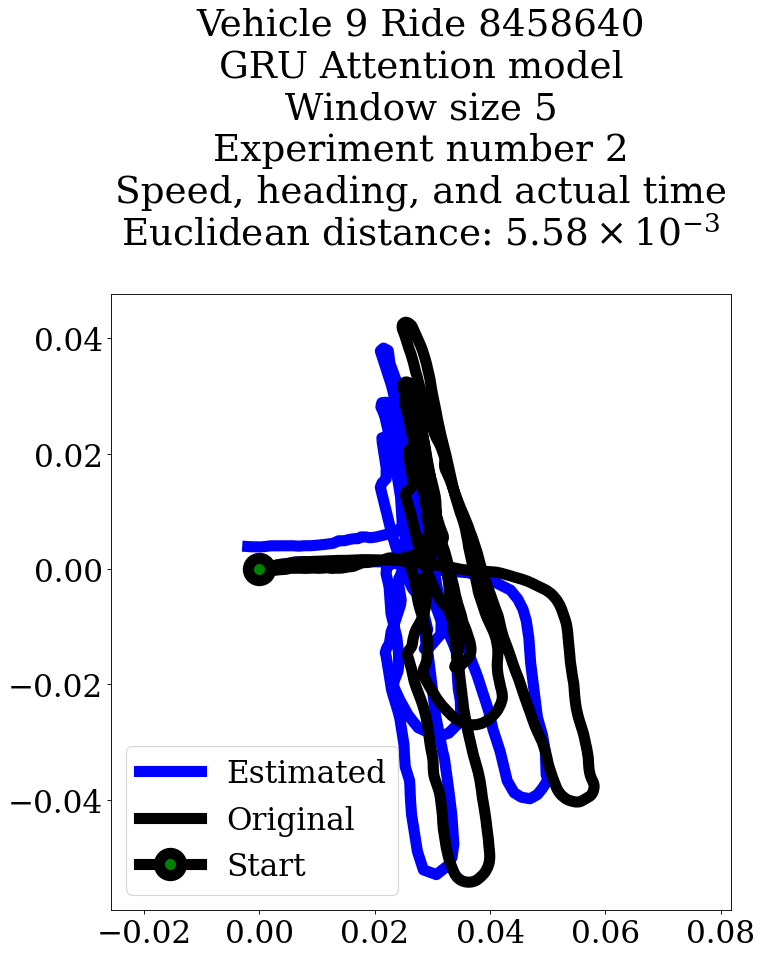 Vehicle 9 Ride 8458640
GRU Attention model
Window size 5
Experiment number 2
Speed, heading, and actual time
Euclidean distance: 5.58 × 10⁻³
0.04
0.02
0.00
−0.02
−0.04
Estimated
Original
Start
−0.02 0.00 0.02 0.04 0.06 0.08